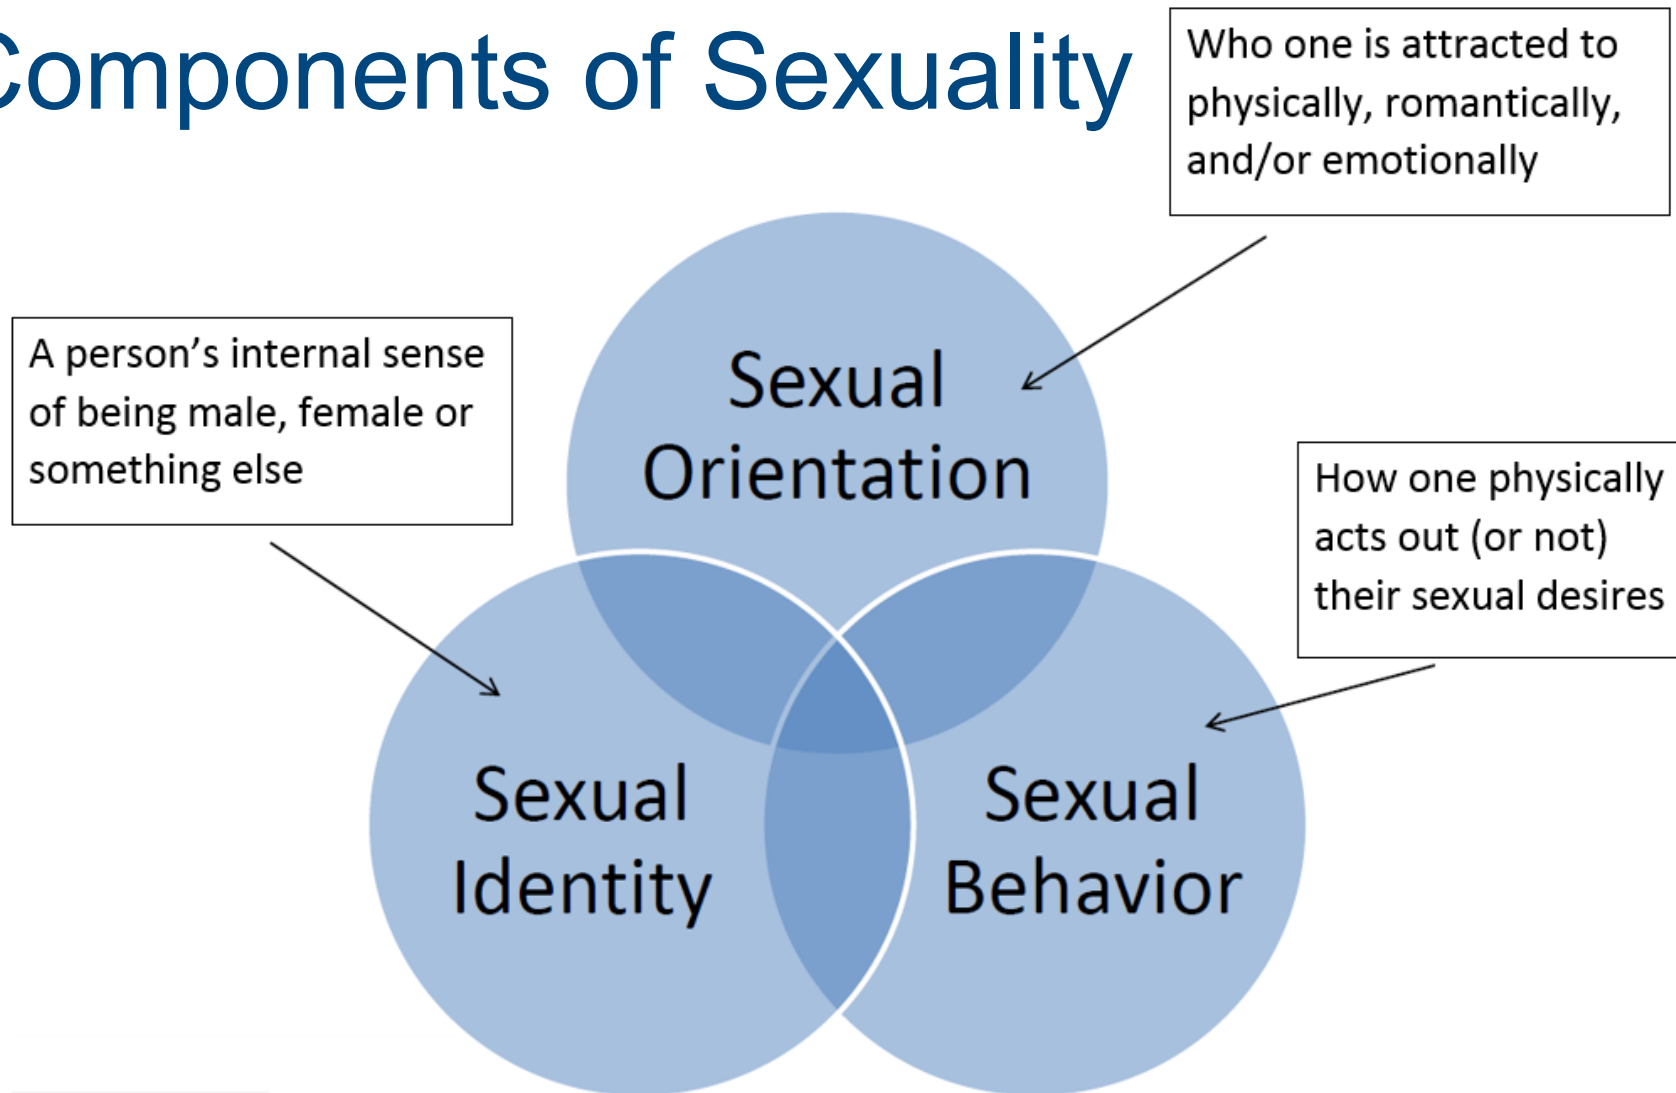 Components of Sexuality
Who one is attracted to
physically, romantically,
and/or emotionally
A person’s internal sense
of being male, female or
something else
Sexual
Orientation
How one physically
acts out (or not)
their sexual desires
Sexual
Identity
Sexual
Behavior